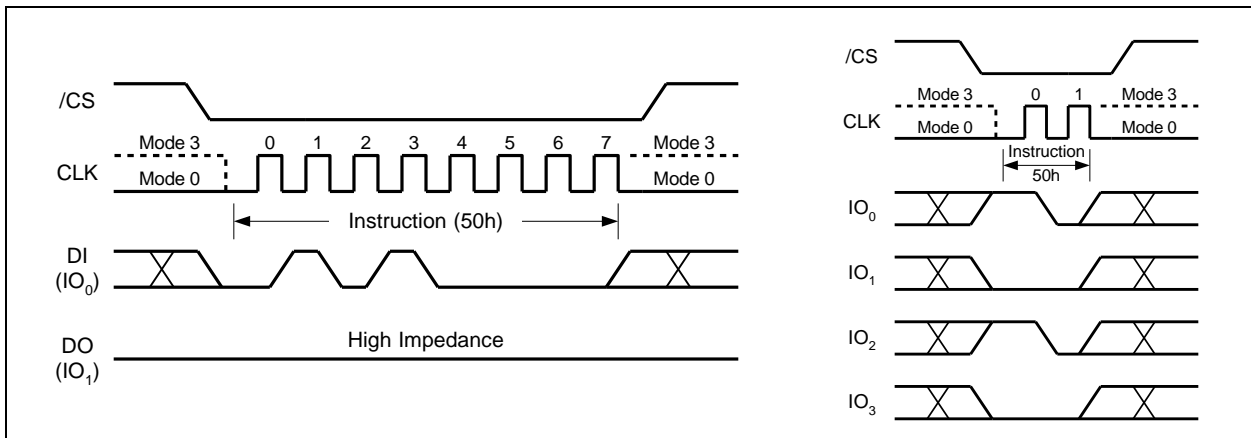 /CS
Mode 3 0 1 2 3 4 5 6 7 Mode 3
CLK Mode 0 Mode 0
Instruction (50h)
DI
(IO0)
DO High Impedance
(IO1)
/CS
Mode 3 0 1 Mode 3
CLK Mode 0 Mode 0
Instruction
50h
IO0
IO1
IO2
IO3